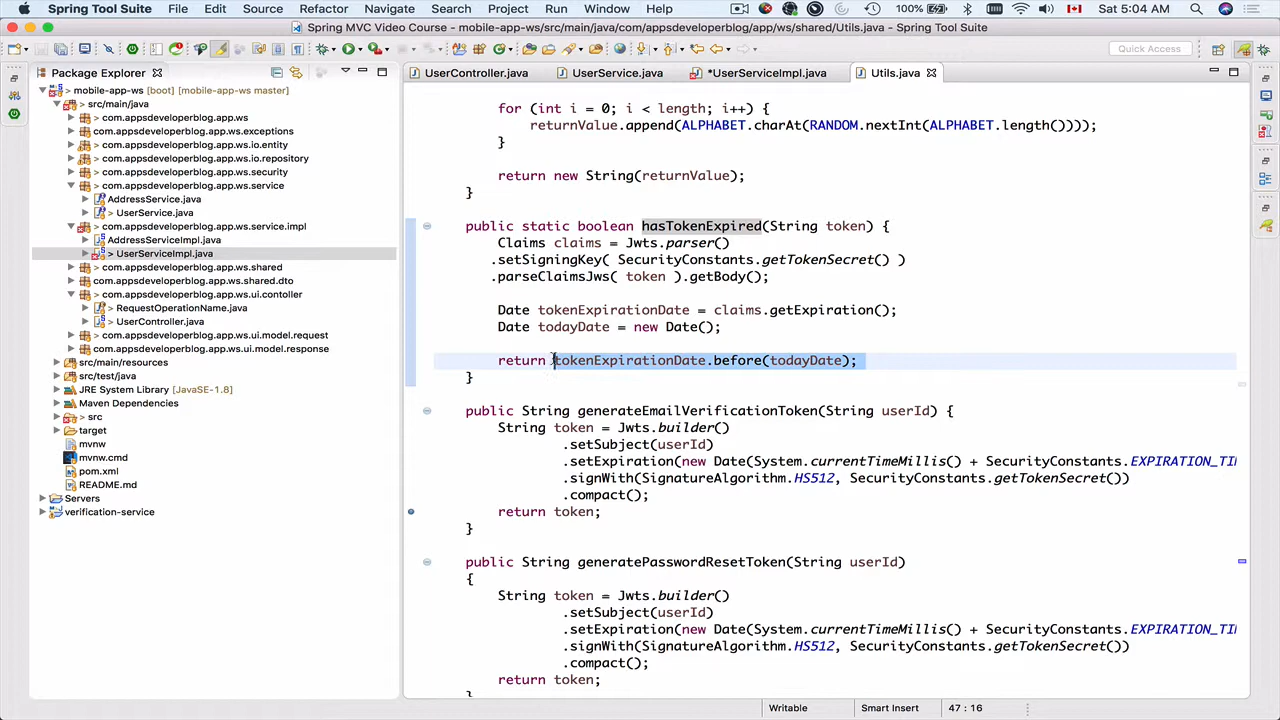 Spring Tool Suite File Edit Source Refactor Navigate Search Project Run Window Help 100% Sat 5:04 AM
Spring MVC Video Course - mobile-app-ws/src/main/java/com/appsdeveloperblog/app/ws/shared/Utils.java - Spring Tool Suite
Quick Access
Package Explorer
UserController.java UserService.java *UserServiceImpl.java Utils.java
> mobile-app-ws [boot] [mobile-app-ws master]
> src/main/java
> com.appsdeveloperblog.app.ws
> com.appsdeveloperblog.app.ws.exceptions
> com.appsdeveloperblog.app.ws.io.entity
> com.appsdeveloperblog.app.ws.io.repository
> com.appsdeveloperblog.app.ws.security
> com.appsdeveloperblog.app.ws.service
AddressService.java
> UserService.java
> com.appsdeveloperblog.app.ws.service.impl
AddressServiceImpl.java
> UserServiceImpl.java
> com.appsdeveloperblog.app.ws.shared
com.appsdeveloperblog.app.ws.shared.dto
> com.appsdeveloperblog.app.ws.ui.contoller
> RequestOperationName.java
> UserController.java
> com.appsdeveloperblog.app.ws.ui.model.request
> com.appsdeveloperblog.app.ws.ui.model.response
> src/main/resources
> src/test/java
JRE System Library [JavaSE-1.8]
Maven Dependencies
> src
target
mvnw
mvnw.cmd
pom.xml
README.md
Servers
verification-service
for (int i = 0; i < length; i++) {
returnValue.append(ALPHABET.charAt(RANDOM.nextInt(ALPHABET.length())));
}
return new String(returnValue);
}
public static boolean hasTokenExpired(String token) {
Claims claims = Jwts.parser()
.setSigningKey( SecurityConstants.getTokenSecret() )
.parseClaimsJws( token ).getBody();
Date tokenExpirationDate = claims.getExpiration();
Date todayDate = new Date();
return tokenExpirationDate.before(todayDate);
}
public String generateEmailVerificationToken(String userId) {
String token = Jwts.builder()
.setSubject(userId)
.setExpiration(new Date(System.currentTimeMillis() + SecurityConstants.EXPIRATION_TI
.signWith(SignatureAlgorithm.HS512, SecurityConstants.getTokenSecret())
.compact();
return token;
}
public String generatePasswordResetToken(String userId)
{
String token = Jwts.builder()
.setSubject(userId)
.setExpiration(new Date(System.currentTimeMillis() + SecurityConstants.EXPIRATION_TI
.signWith(SignatureAlgorithm.HS512, SecurityConstants.getTokenSecret())
.compact();
return token;
}
Writable Smart Insert 47 : 16